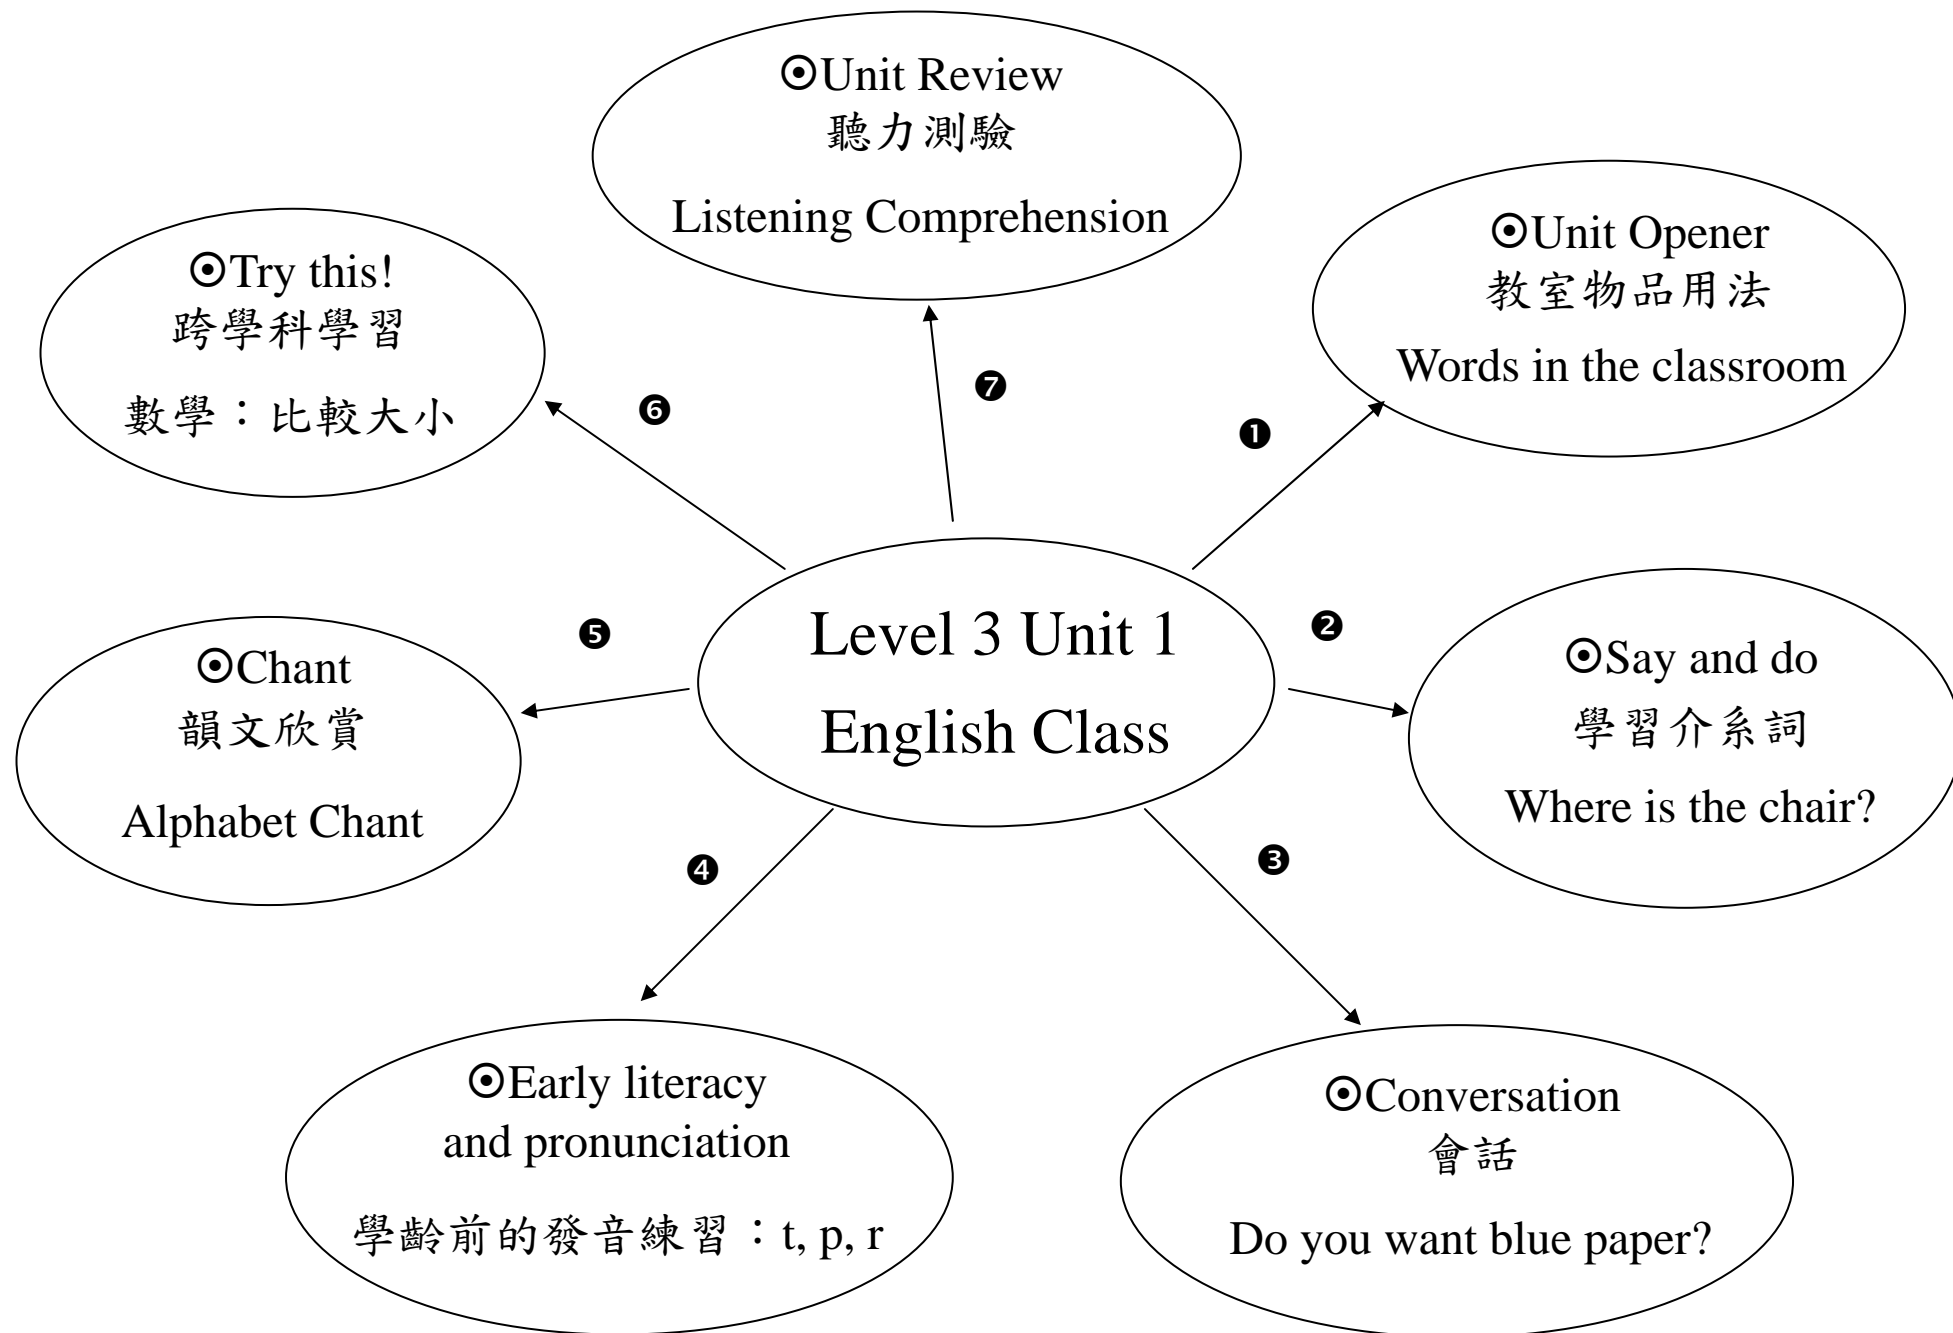 Level 3 Unit 1
English Class
❶
⊙Unit Opener
教室物品用法
Words in the classroom
❷
⊙Say and do
學習介系詞
Where is the chair?
❸
⊙Conversation
會話
Do you want blue paper?
❹
⊙Early literacy
and pronunciation
學齡前的發音練習：t, p, r
❺
⊙Chant
韻文欣賞
Alphabet Chant
❻
⊙Try this!
跨學科學習
數學：比較大小
❼
⊙Unit Review
聽力測驗
Listening Comprehension